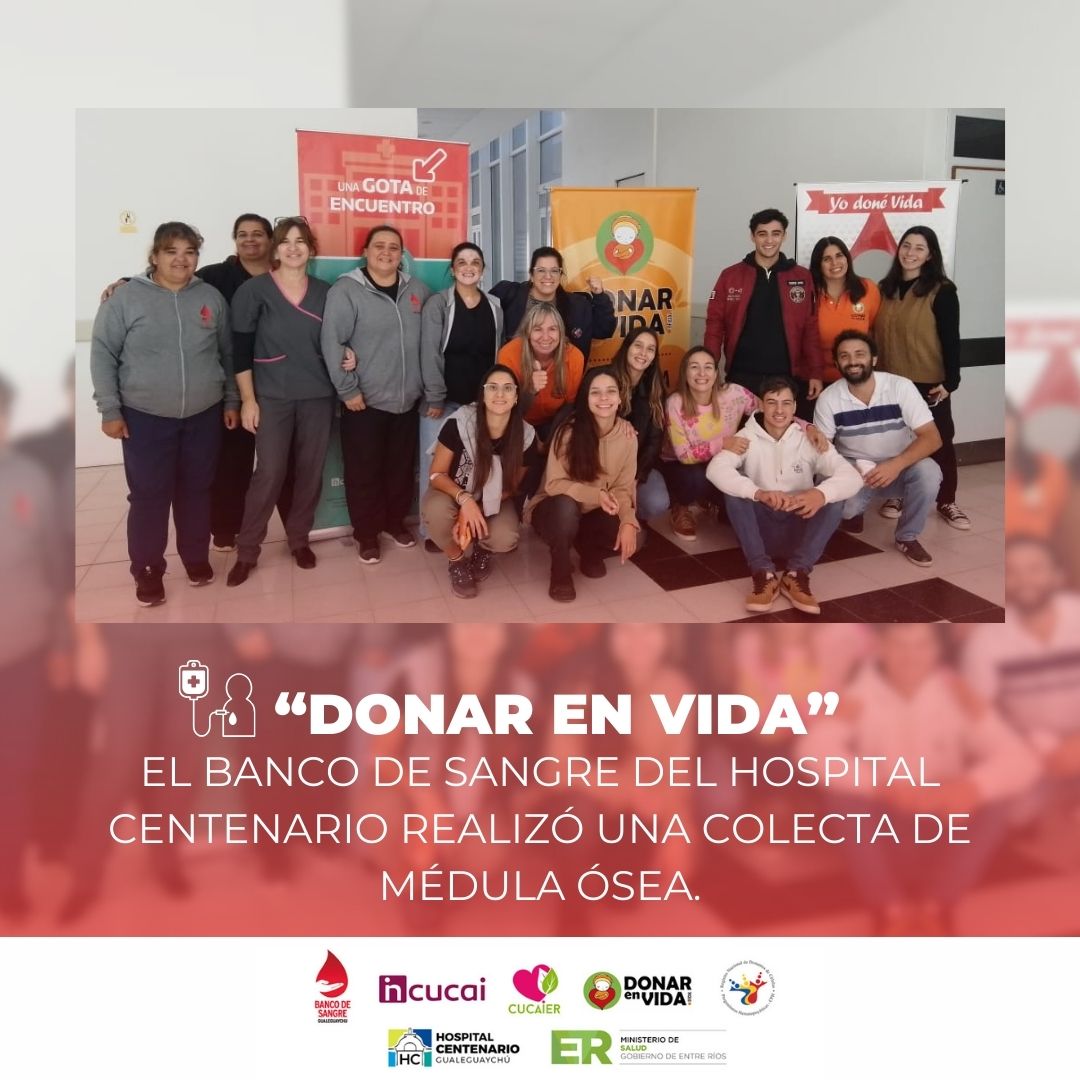 UNA GOTA DE
ENCUENTRO
DONAR
VIDA
Yo doné Vida
“DONAR EN VIDA”
EL BANCO DE SANGRE DEL HOSPITAL
CENTENARIO REALIZÓ UNA COLECTA DE
MÉDULA ÓSEA.
BANCO DE
SANGRE
GUALEGUAYCHU
incucai
CUCAIER
DONAR
en VIDA!
HC
HOSPITAL
CENTENARIO
GUALEGUAYCHÚ
ER
MINISTERIO DE
SALUD
GOBIERNO DE ENTRE RÍOS